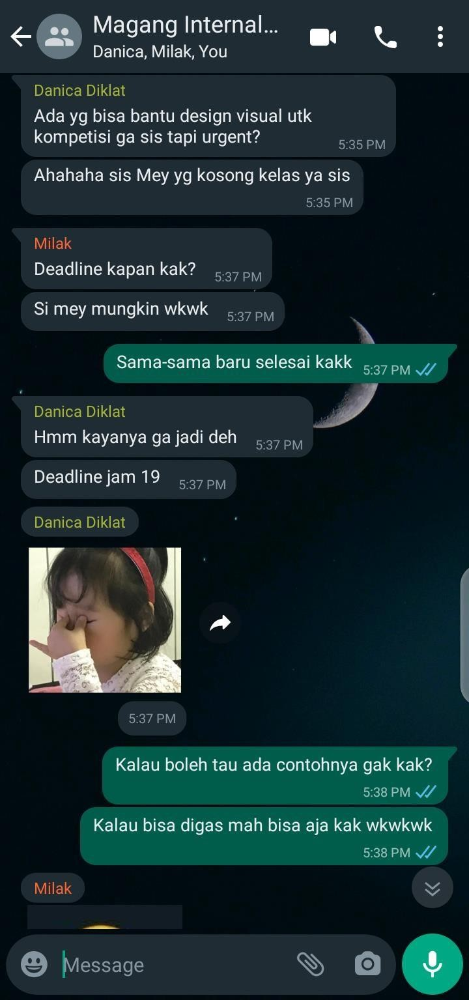 Magang Internal...
Danica, Milak, You
Danica Diklat
Ada yg bisa bantu design visual utk
kompetisi ga sis tapi urgent?
5:35 PM
Ahahaha sis Mey yg kosong kelas ya sis
5:35 PM
Milak
Deadline kapan kak? 5:37 PM
Si mey mungkin wkwk 5:37 PM
Sama-sama baru selesai kakk 5:37 PM
Danica Diklat
Hmm kayanya ga jadi deh 5:37 PM
Deadline jam 19 5:37 PM
Danica Diklat
5:37 PM
Kalau boleh tau ada contohnya gak kak?
5:38 PM
Kalau bisa digas mah bisa aja kak wkwkwk
5:38 PM
Milak
Message